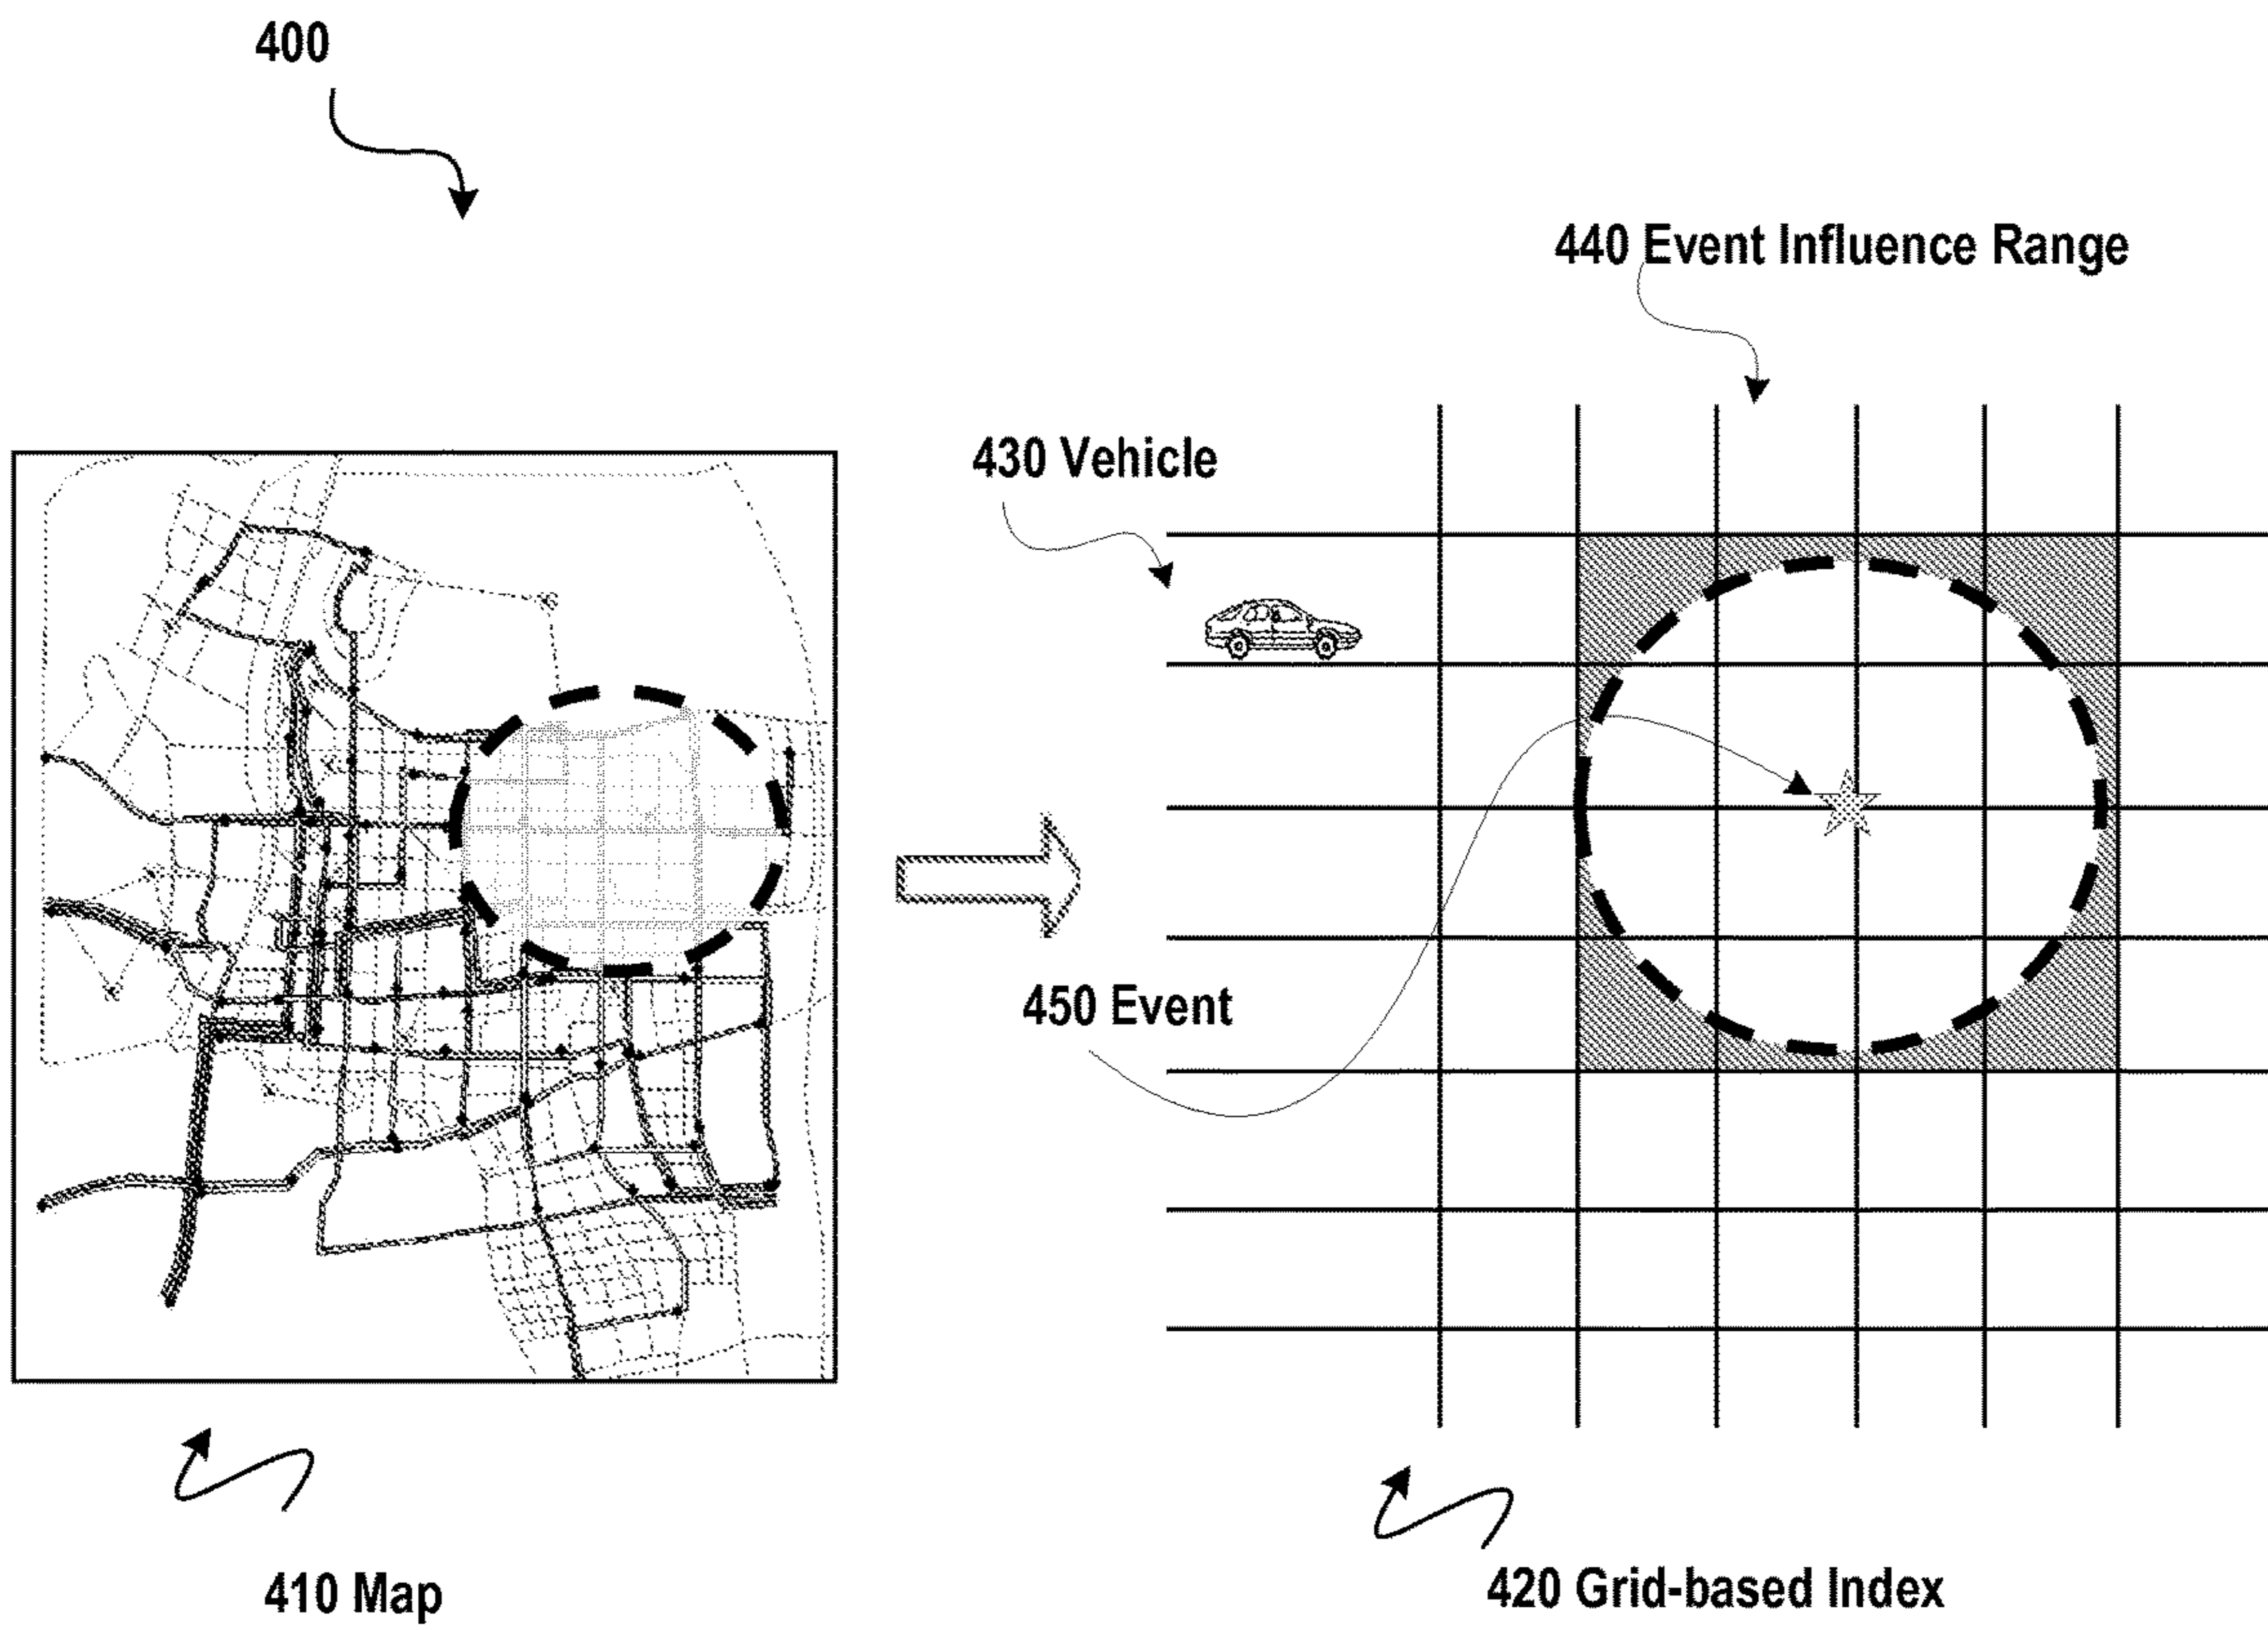 400
440 Event Influence Range
430 Vehicle
450 Event
410 Map
420 Grid-based Index